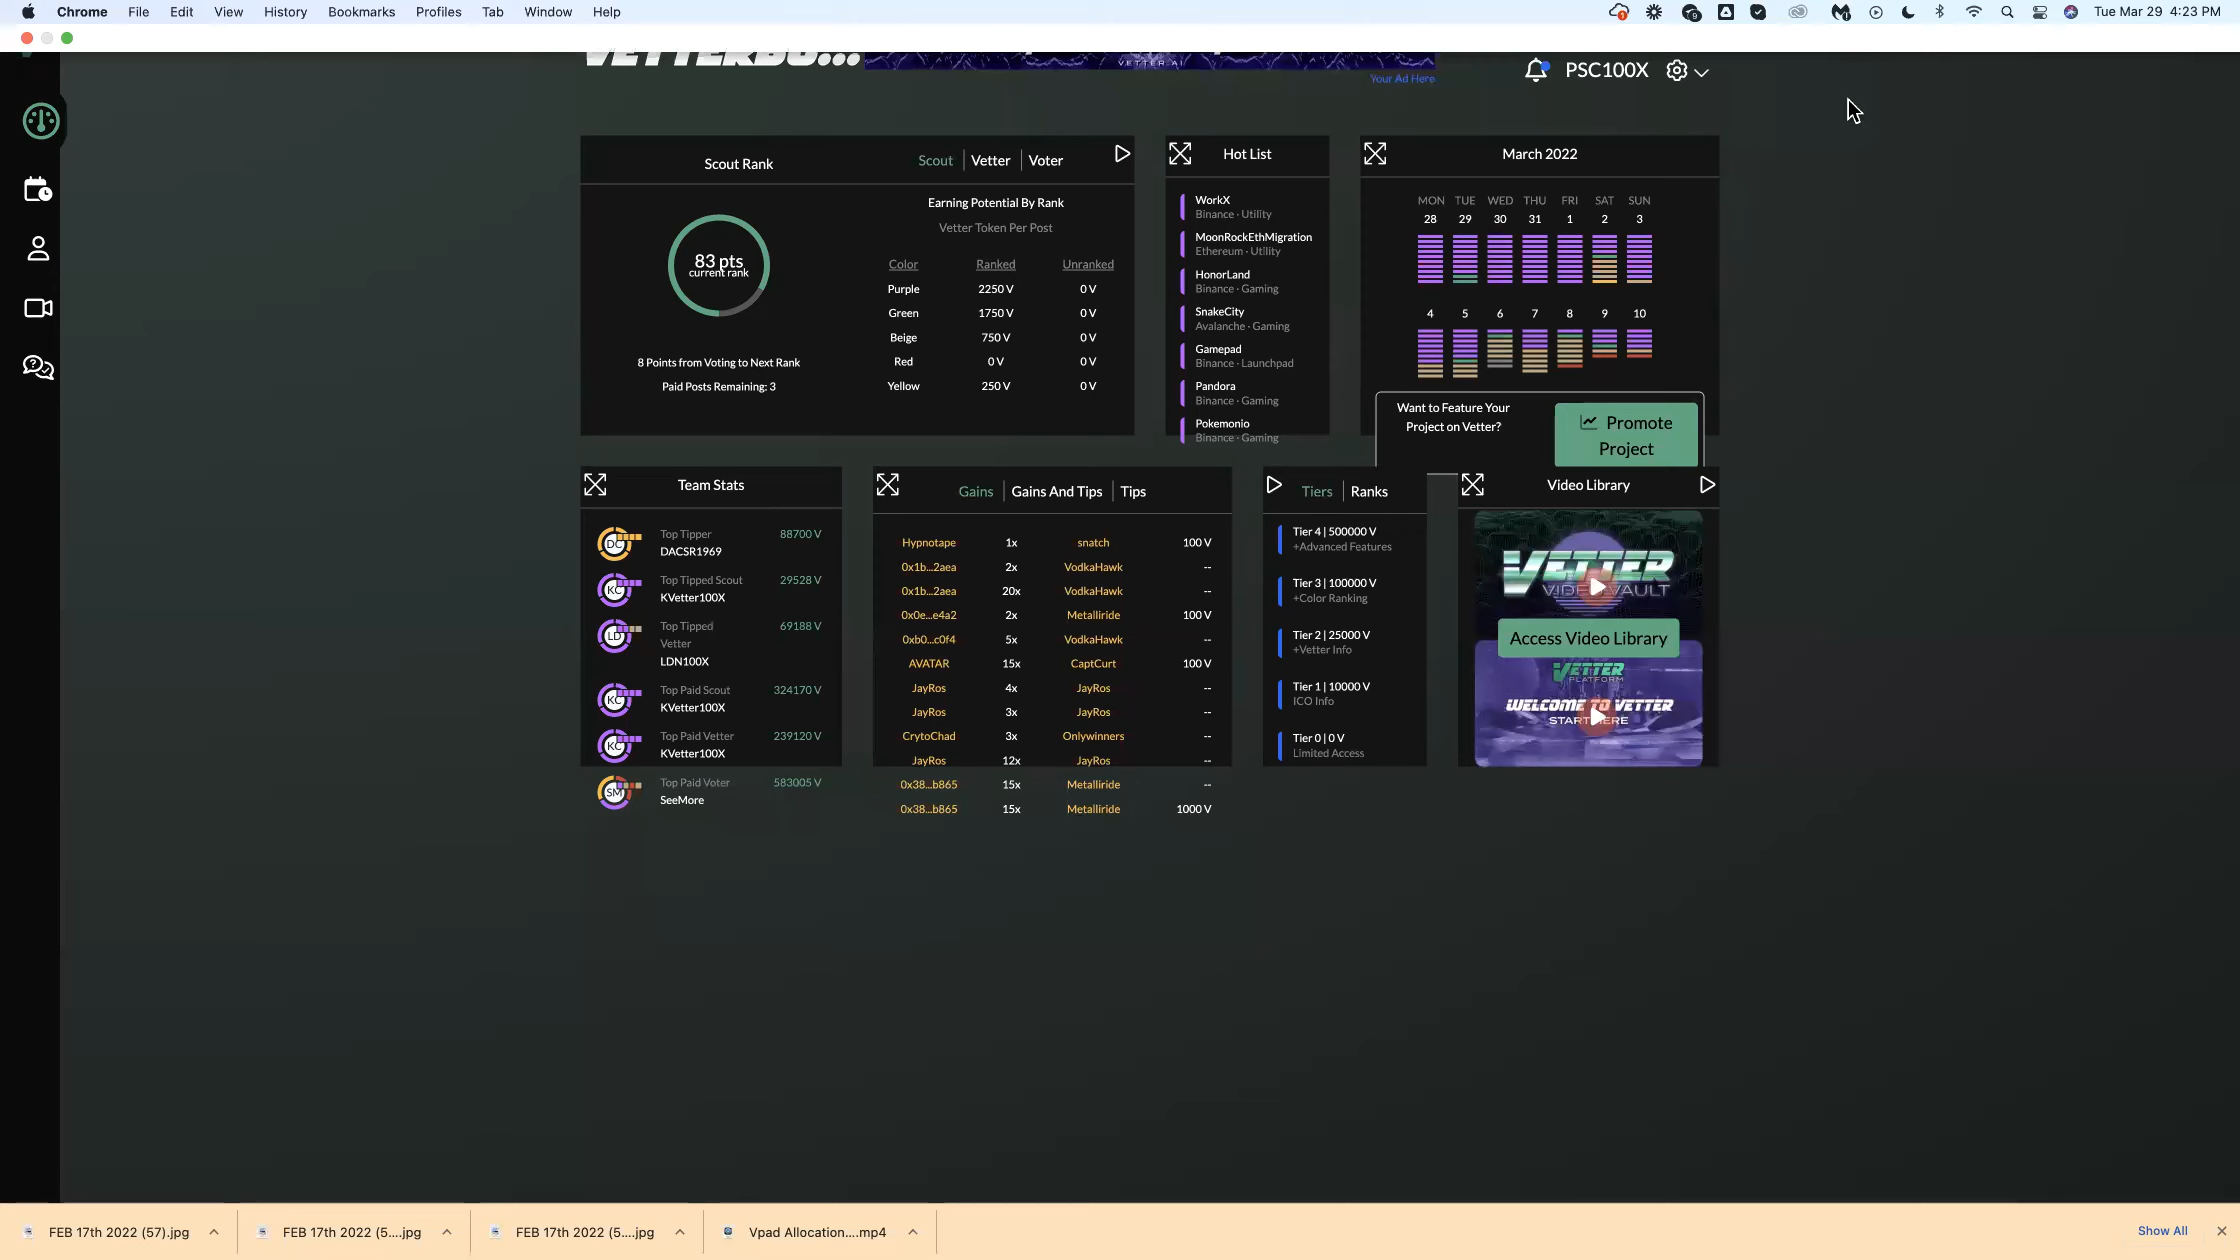 Chrome File Edit View History Bookmarks Profiles Tab Window Help
Tue Mar 29 4:23 PM
VETTER AI
Your Ad Here
PSC100X
Scout Rank
Scout Vetter Voter
83 pts
current rank
8 Points from Voting to Next Rank
Paid Posts Remaining: 3
Earning Potential By Rank
Vetter Token Per Post
Color Ranked Unranked
Purple 2250 V 0 V
Green 1750 V 0 V
Beige 750 V 0 V
Red 0 V 0 V
Yellow 250 V 0 V
Hot List
WorkX
Binance · Utility
MoonRockEthMigration
Ethereum · Utility
HonorLand
Binance · Gaming
SnakeCity
Avalanche · Gaming
Gamepad
Binance · Launchpad
Pandora
Binance · Gaming
Pokemonio
Binance · Gaming
March 2022
MON TUE WED THU FRI SAT SUN
28 29 30 31 1 2 3
4 5 6 7 8 9 10
Want to Feature Your
Project on Vetter?
Promote
Project
Team Stats
Top Tipper 88700 V
DC DACSR1969
Top Tipped Scout 29528 V
KC KVetter100X
Top Tipped 69188 V
LD Vetter
LDN100X
Top Paid Scout 324170 V
KC KVetter100X
Top Paid Vetter 239120 V
KC KVetter100X
Top Paid Voter 583005 V
SM SeeMore
Gains Gains And Tips Tips
Hypnotape 1x snatch 100 V
0x1b...2aea 2x VodkaHawk --
0x1b...2aea 20x VodkaHawk --
0x0e...e4a2 2x Metalliride 100 V
0xb0...c0f4 5x VodkaHawk --
AVATAR 15x CaptCurt 100 V
JayRos 4x JayRos --
JayRos 3x JayRos --
CrytoChad 3x Onlywinners --
JayRos 12x JayRos --
0x38...b865 15x Metalliride --
0x38...b865 15x Metalliride 1000 V
Tiers Ranks
Tier 4 | 500000 V
+Advanced Features
Tier 3 | 100000 V
+Color Ranking
Tier 2 | 25000 V
+Vetter Info
Tier 1 | 10000 V
ICO Info
Tier 0 | 0 V
Limited Access
Video Library
VETTER
VIDEO VAULT
Access Video Library
VETTER
PLATFORM
WELCOME TO VETTER
START HERE
FEB 17th 2022 (57).jpg
FEB 17th 2022 (5....jpg
FEB 17th 2022 (5....jpg
Vpad Allocation....mp4
Show All